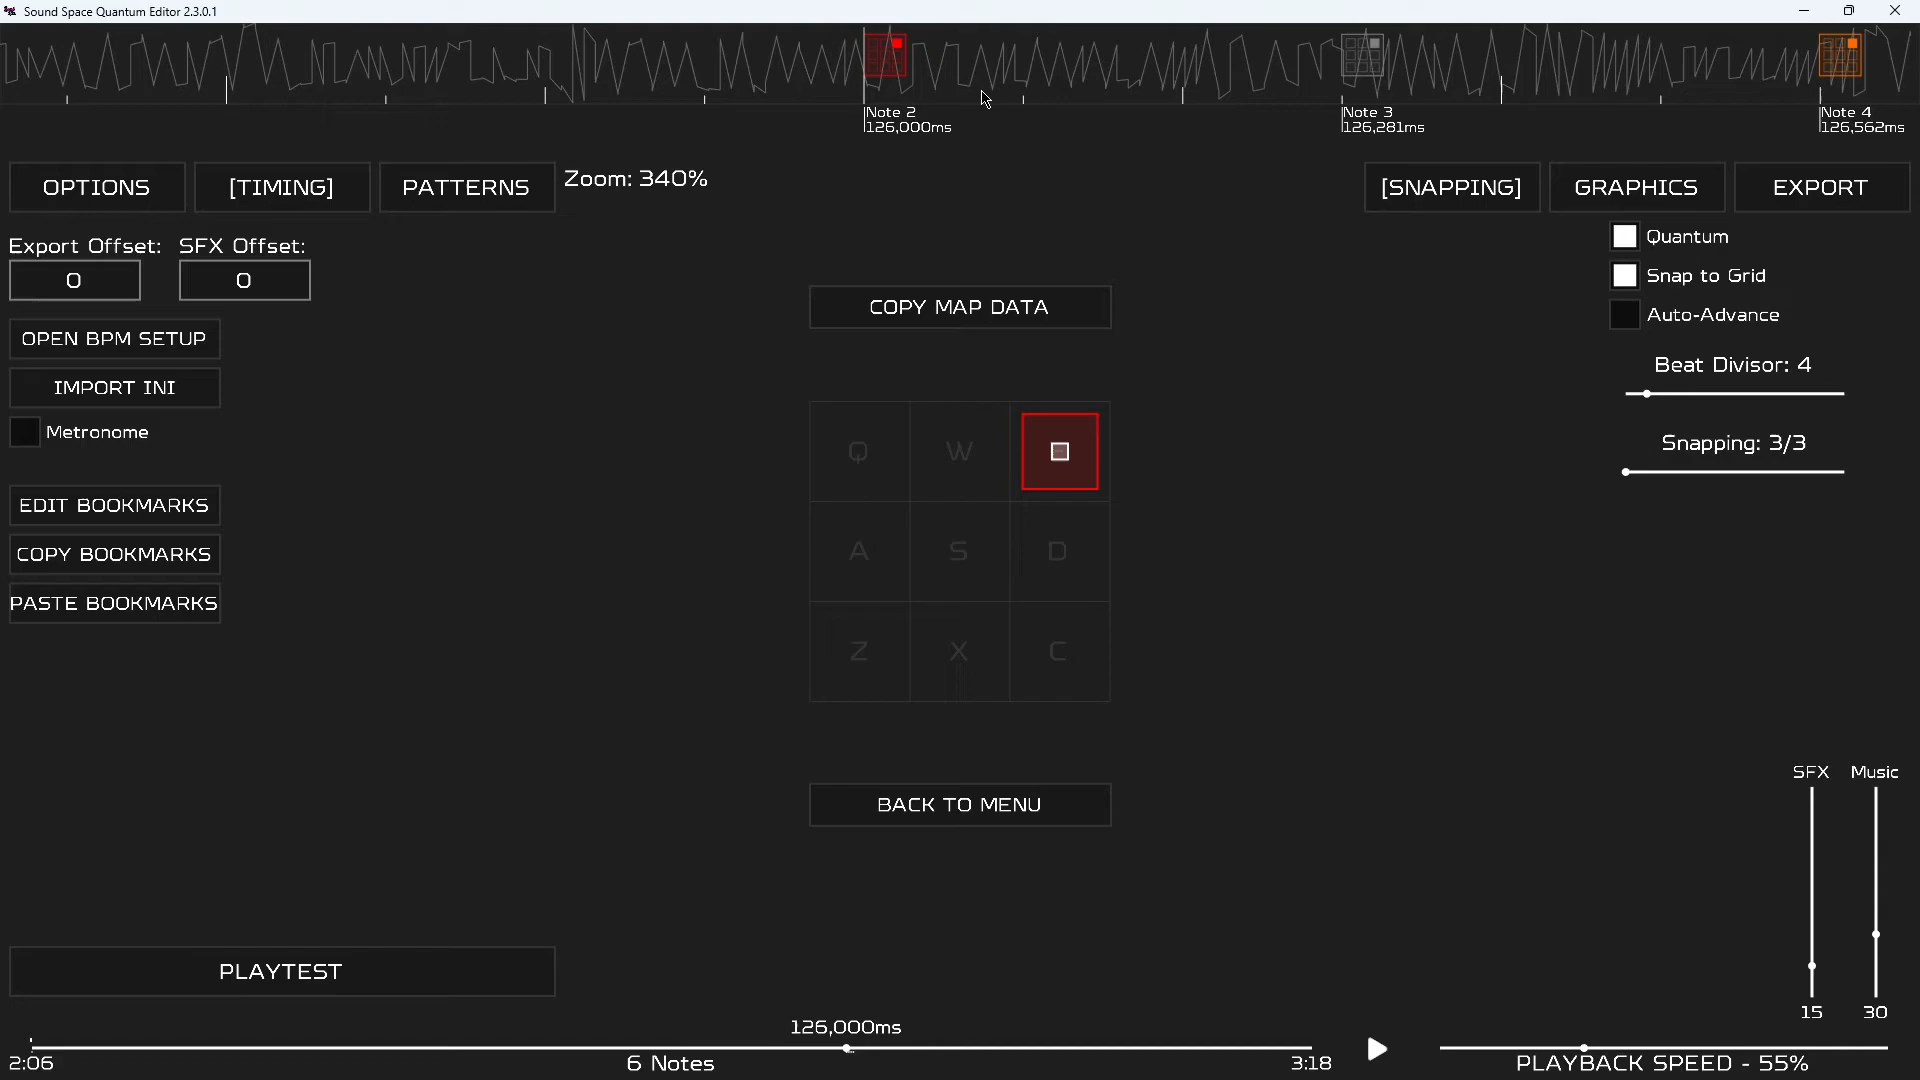 Sound Space Quantum Editor 2.3.0.1
Note 2
126,000ms
Note 3
126,281ms
Note 4
126,562ms
OPTIONS
[TIMING]
PATTERNS
Zoom: 340%
[SNAPPING]
GRAPHICS
EXPORT
Export Offset:
SFX Offset:
0
0
OPEN BPM SETUP
IMPORT INI
Metronome
EDIT BOOKMARKS
COPY BOOKMARKS
PASTE BOOKMARKS
COPY MAP DATA
Q W
A S D
Z X C
BACK TO MENU
Quantum
Snap to Grid
Auto-Advance
Beat Divisor: 4
Snapping: 3/3
SFX
Music
15
30
PLAYTEST
126,000ms
2:06
6 Notes
3:18
PLAYBACK SPEED - 55%